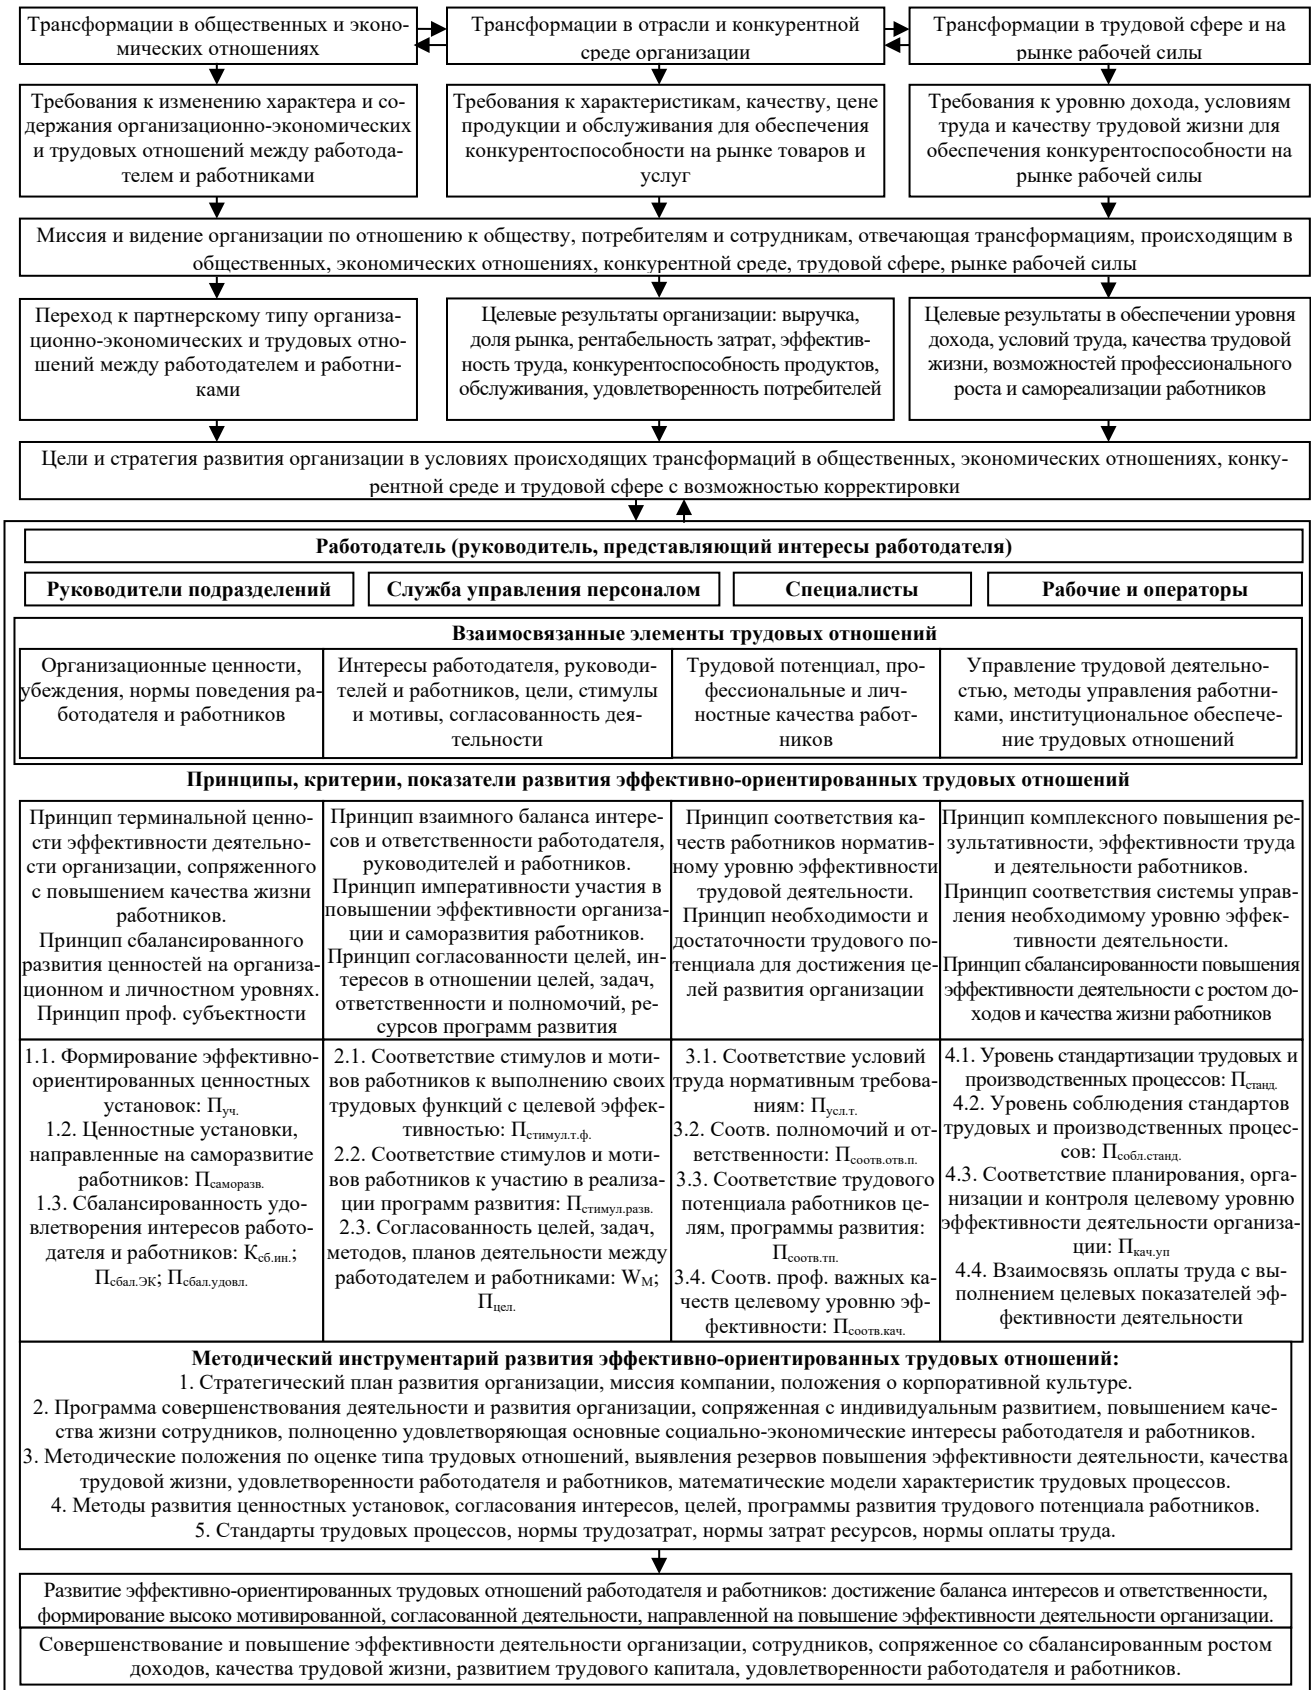 Трансформации в общественных и эконо-
мических отношениях
Трансформации в отрасли и конкурентной
среде организации
Трансформации в трудовой сфере и на
рынке рабочей силы
Требования к изменению характера и со-
держания организационно-экономических
и трудовых отношений между работода-
телем и работниками
Требования к характеристикам, качеству, цене
продукции и обслуживания для обеспечения
конкурентоспособности на рынке товаров и
услуг
Требования к уровню дохода, условиям
труда и качеству трудовой жизни для
обеспечения конкурентоспособности на
рынке рабочей силы
Миссия и видение организации по отношению к обществу, потребителям и сотрудникам, отвечающая трансформациям, происходящим в
общественных, экономических отношениях, конкурентной среде, трудовой сфере, рынке рабочей силы
Переход к партнерскому типу организа-
ционно-экономических и трудовых отно-
шений между работодателем и работни-
ками
Целевые результаты организации: выручка,
доля рынка, рентабельность затрат, эффектив-
ность труда, конкурентоспособность продуктов,
обслуживания, удовлетворенность потребителей
Целевые результаты в обеспечении уровня
дохода, условий труда, качества трудовой
жизни, возможностей профессионального
роста и самореализации работников
Цели и стратегия развития организации в условиях происходящих трансформаций в общественных, экономических отношениях, конку-
рентной среде и трудовой сфере с возможностью корректировки
Работодатель (руководитель, представляющий интересы работодателя)
Руководители подразделений
Служба управления персоналом
Специалисты
Рабочие и операторы
Взаимосвязанные элементы трудовых отношений
Организационные ценности,
убеждения, нормы поведения ра-
ботодателя и работников
Интересы работодателя, руководи-
телей и работников, цели, стимулы
и мотивы, согласованность дея-
тельности
Трудовой потенциал, про-
фессиональные и лич-
ностные качества работ-
ников
Управление трудовой деятельно-
стью, методы управления работни-
ками, институциональное обеспече-
ние трудовых отношений
Принципы, критерии, показатели развития эффективно-ориентированных трудовых отношений
Принцип терминальной ценно-
сти эффективности деятельно-
сти организации, сопряженного
с повышением качества жизни
работников.
Принцип сбалансированного
развития ценностей на организа-
ционном и личностном уровнях.
Принцип проф. субъектности
Принцип взаимного баланса интере-
сов и ответственности работодателя,
руководителей и работников.
Принцип императивности участия в
повышении эффективности организа-
ции и саморазвития работников.
Принцип согласованности целей, ин-
тересов в отношении целей, задач,
ответственности и полномочий, ре-
сурсов программ развития
Принцип соответствия ка-
честв работников норматив-
ному уровню эффективности
трудовой деятельности.
Принцип необходимости и
достаточности трудового по-
тенциала для достижения це-
лей развития организации
Принцип комплексного повышения ре-
зультативности, эффективности труда
и деятельности работников.
Принцип соответствия системы управ-
ления необходимому уровню эффек-
тивности деятельности.
Принцип сбалансированности повышения
эффективности деятельности с ростом до-
ходов и качества жизни работников
1.1. Формирование эффективно-
ориентированных ценностных
установок: Пуч.
1.2. Ценностные установки,
направленные на саморазвитие
работников: Псаморазв.
1.3. Сбалансированность удо-
влетворения интересов работо-
дателя и работников: Ксб.ин.;
Псбал.ЭК; Псбал.удовл.
2.1. Соответствие стимулов и моти-
вов работников к выполнению своих
трудовых функций с целевой эффек-
тивностью: Пстимул.т.ф.
2.2. Соответствие стимулов и моти-
вов работников к участию в реализа-
ции программ развития: Пстимул.разв.
2.3. Согласованность целей, задач,
методов, планов деятельности между
работодателем и работниками: WМ;
Пцел.
3.1. Соответствие условий
труда нормативным требова-
ниям: Пусл.т.
3.2. Соотв. полномочий и от-
ветственности: Псоотв.отв.п.
3.3. Соответствие трудового
потенциала работников це-
лям, программы развития:
Псоотв.тп.
3.4. Соотв. проф. важных ка-
честв целевому уровню эф-
фективности: Псоотв.кач.
4.1. Уровень стандартизации трудовых и
производственных процессов: Пстанд.
4.2. Уровень соблюдения стандартов
трудовых и производственных процес-
сов: Псобл.станд.
4.3. Соответствие планирования, орга-
низации и контроля целевому уровню
эффективности деятельности организа-
ции: Пкач.уп
4.4. Взаимосвязь оплаты труда с вы-
полнением целевых показателей эф-
фективности деятельности
Методический инструментарий развития эффективно-ориентированных трудовых отношений:
1. Стратегический план развития организации, миссия компании, положения о корпоративной культуре.
2. Программа совершенствования деятельности и развития организации, сопряженная с индивидуальным развитием, повышением каче-
ства жизни сотрудников, полноценно удовлетворяющая основные социально-экономические интересы работодателя и работников.
3. Методические положения по оценке типа трудовых отношений, выявления резервов повышения эффективности деятельности, качества
трудовой жизни, удовлетворенности работодателя и работников, математические модели характеристик трудовых процессов.
4. Методы развития ценностных установок, согласования интересов, целей, программы развития трудового потенциала работников.
5. Стандарты трудовых процессов, нормы трудозатрат, нормы затрат ресурсов, нормы оплаты труда.
Развитие эффективно-ориентированных трудовых отношений работодателя и работников: достижение баланса интересов и ответственности,
формирование высоко мотивированной, согласованной деятельности, направленной на повышение эффективности деятельности организации.
Совершенствование и повышение эффективности деятельности организации, сотрудников, сопряженное со сбалансированным ростом
доходов, качества трудовой жизни, развитием трудового капитала, удовлетворенности работодателя и работников.